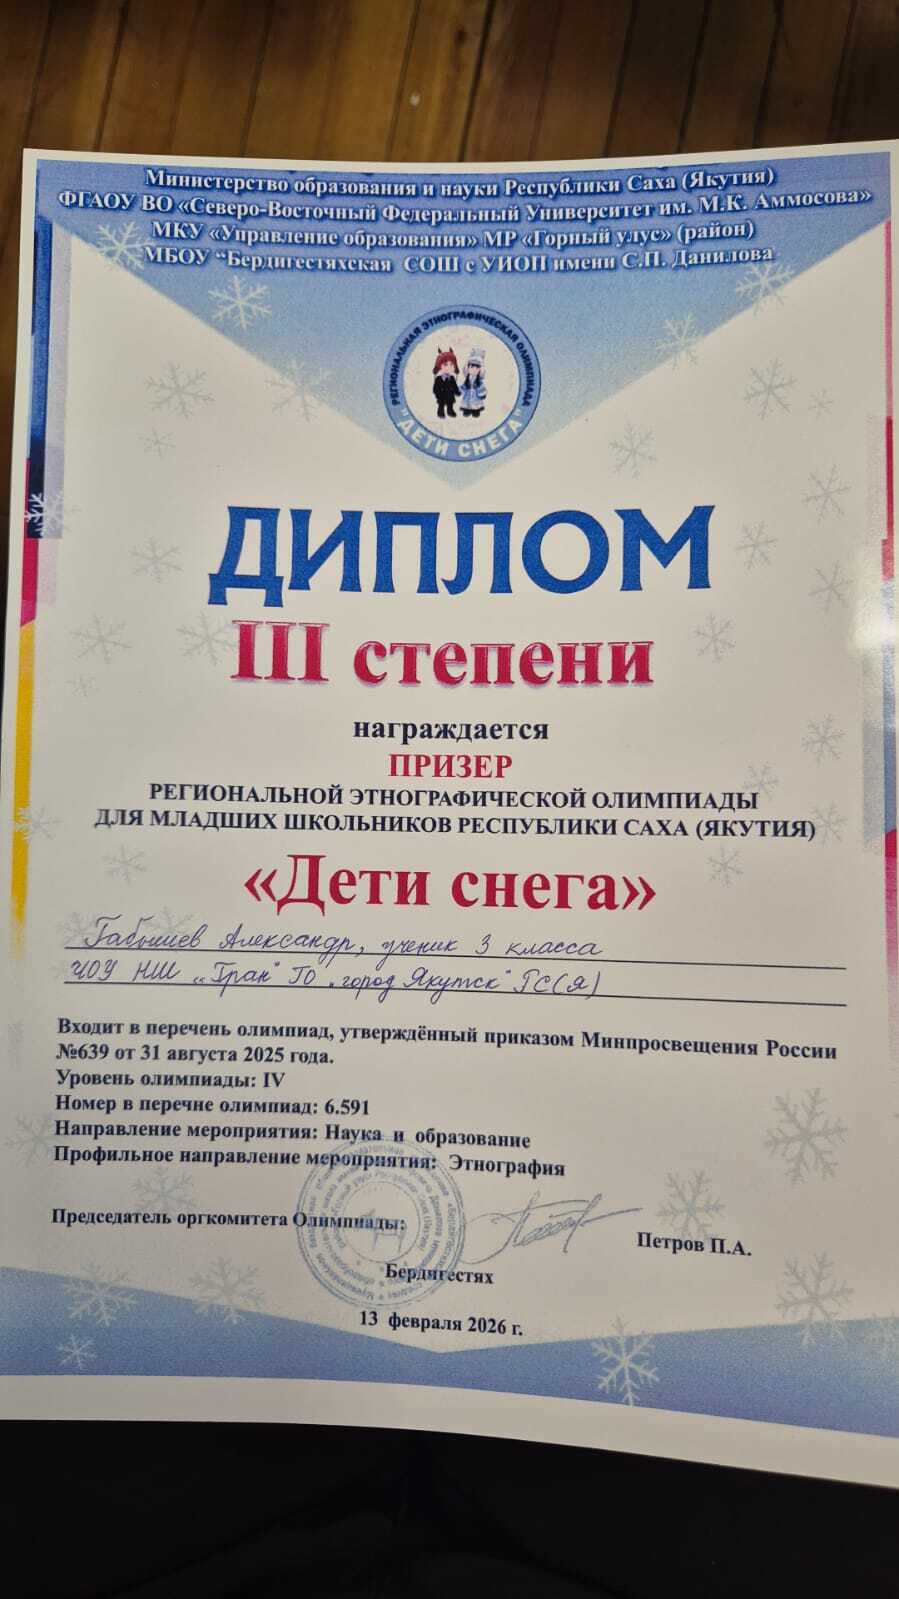 Министерство образования и науки Республики Саха (Якутия)
ФГАОУ ВО «Северо-Восточный Федеральный Университет им. М.К. Аммосова»
МКУ «Управление образования» МР «Горный улус» (район)
МБОУ “Бердигестяхская СОШ с УИОП имени С.П. Данилова
РЕГИОНАЛЬНАЯ ЭТНОГРАФИЧЕСКАЯ ОЛИМПИАДА
"ДЕТИ СНЕГА"
ДИПЛОМ
III степени
награждается
ПРИЗЕР
РЕГИОНАЛЬНОЙ ЭТНОГРАФИЧЕСКОЙ ОЛИМПИАДЫ
ДЛЯ МЛАДШИХ ШКОЛЬНИКОВ РЕСПУБЛИКИ САХА (ЯКУТИЯ)
«Дети снега»
Габышев Александр, ученик 3 класса
ЧОУ НШ „Гран" ГО „город Якутск" РС(Я)
Входит в перечень олимпиад, утверждённый приказом Минпросвещения России
№639 от 31 августа 2025 года.
Уровень олимпиады: IV
Номер в перечне олимпиад: 6.591
Направление мероприятия: Наука и образование
Профильное направление мероприятия: Этнография
Председатель оргкомитета Олимпиады:
Петров П.А.
Бердигестях
13 февраля 2026 г.